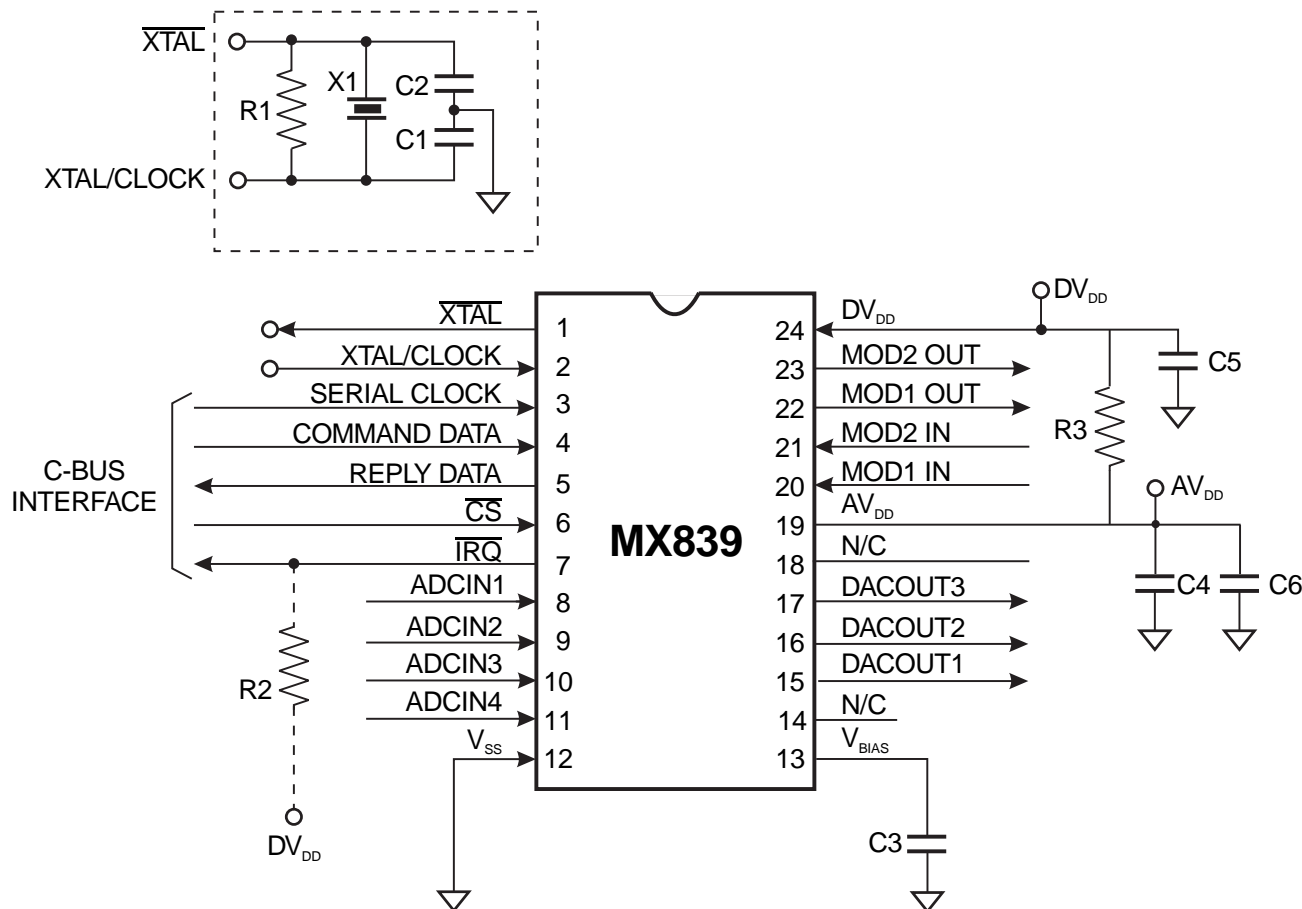 XTAL
X1
R1
C2
C1
XTAL/CLOCK
XTAL
1
XTAL/CLOCK
2
SERIAL CLOCK
3
COMMAND DATA
4
REPLY DATA
5
CS
6
IRQ
7
ADCIN1
8
ADCIN2
9
ADCIN3
10
ADCIN4
11
VSS
12
C-BUS
INTERFACE
R2
DVDD
MX839
DVDD
24
DVDD
MOD2 OUT
23
MOD1 OUT
22
MOD2 IN
21
MOD1 IN
20
AVDD
19
N/C
18
DACOUT3
17
DACOUT2
16
DACOUT1
15
N/C
14
VBIAS
13
C5
R3
AVDD
C4
C6
C3